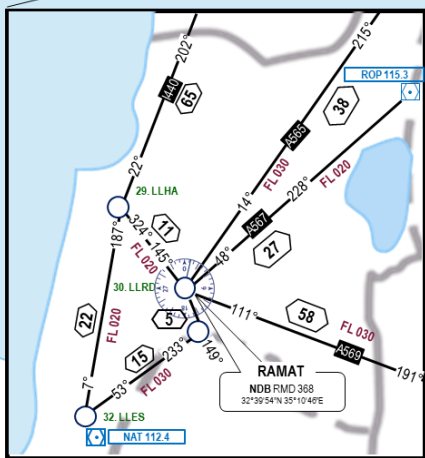 202°
I440
65
22°
215°
ROP 115.3
38
A565
FL 030
FL 020
14°
228°
A567
48°
27
29. LLHA
187°
324°
11
145°
FL 020
30. LLRD
22
FL 020
5
111°
58
FL 030
A569
191°
149°
15
233°
53°
FL 030
7°
RAMAT
NDB RMD 368
32°39'54"N 35°10'46"E
32. LLES
NAT 112.4